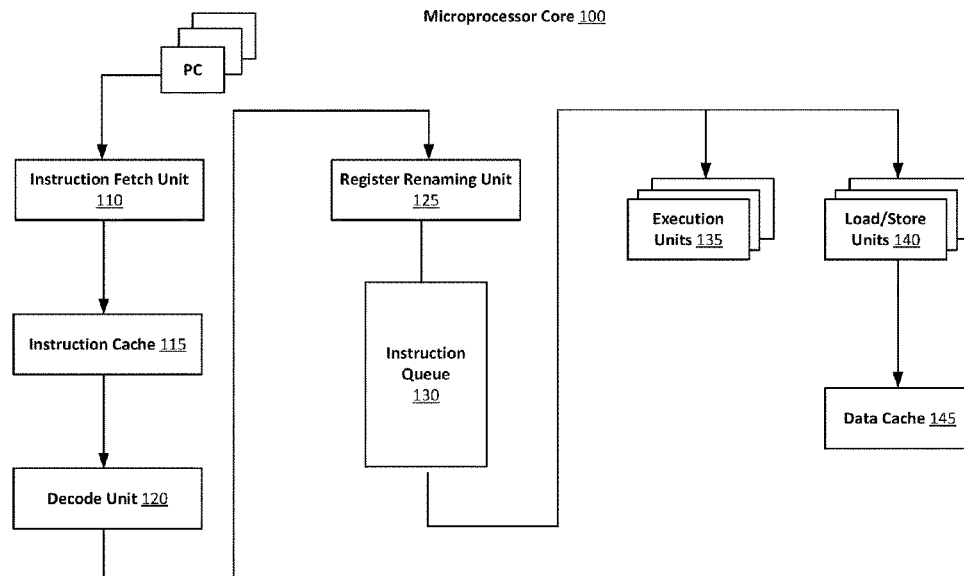 Microprocessor Core 100
PC
Instruction Fetch Unit
110
Instruction Cache 115
Decode Unit 120
Register Renaming Unit
125
Instruction
Queue
130
Execution
Units 135
Load/Store
Units 140
Data Cache 145